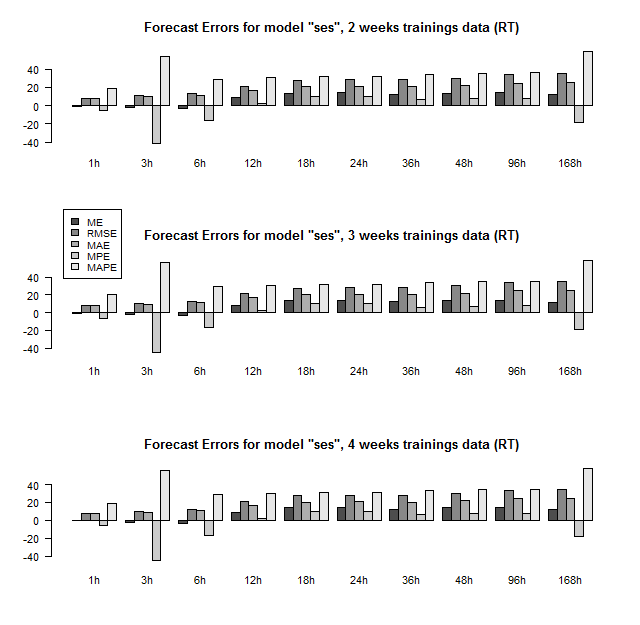 Forecast Errors for model "ses", 2 weeks trainings data (RT)
40
20
0
-20
-40
1h 3h 6h 12h 18h 24h 36h 48h 96h 168h
ME
RMSE
MAE
MPE
MAPE
Forecast Errors for model "ses", 3 weeks trainings data (RT)
40
20
0
-20
-40
1h 3h 6h 12h 18h 24h 36h 48h 96h 168h
Forecast Errors for model "ses", 4 weeks trainings data (RT)
40
20
0
-20
-40
1h 3h 6h 12h 18h 24h 36h 48h 96h 168h